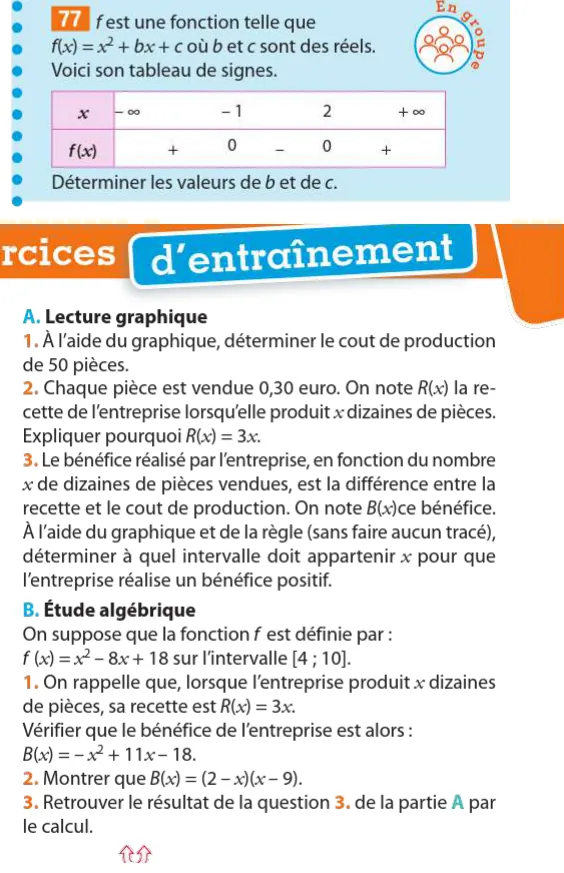 77 f est une fonction telle que
f(x) = x² + bx + c où b et c sont des réels.
Voici son tableau de signes.
En groupe
x – ∞ – 1 2 + ∞
f(x) + 0 – 0 +
Déterminer les valeurs de b et de c.
rcices d'entraînement
A. Lecture graphique
1. À l'aide du graphique, déterminer le cout de production
de 50 pièces.
2. Chaque pièce est vendue 0,30 euro. On note R(x) la re-
cette de l'entreprise lorsqu'elle produit x dizaines de pièces.
Expliquer pourquoi R(x) = 3x.
3. Le bénéfice réalisé par l'entreprise, en fonction du nombre
x de dizaines de pièces vendues, est la différence entre la
recette et le cout de production. On note B(x)ce bénéfice.
À l'aide du graphique et de la règle (sans faire aucun tracé),
déterminer à quel intervalle doit appartenir x pour que
l'entreprise réalise un bénéfice positif.
B. Étude algébrique
On suppose que la fonction f est définie par :
f (x) = x² – 8x + 18 sur l'intervalle [4 ; 10].
1. On rappelle que, lorsque l'entreprise produit x dizaines
de pièces, sa recette est R(x) = 3x.
Vérifier que le bénéfice de l'entreprise est alors :
B(x) = – x² + 11x – 18.
2. Montrer que B(x) = (2 – x)(x – 9).
3. Retrouver le résultat de la question 3. de la partie A par
le calcul.